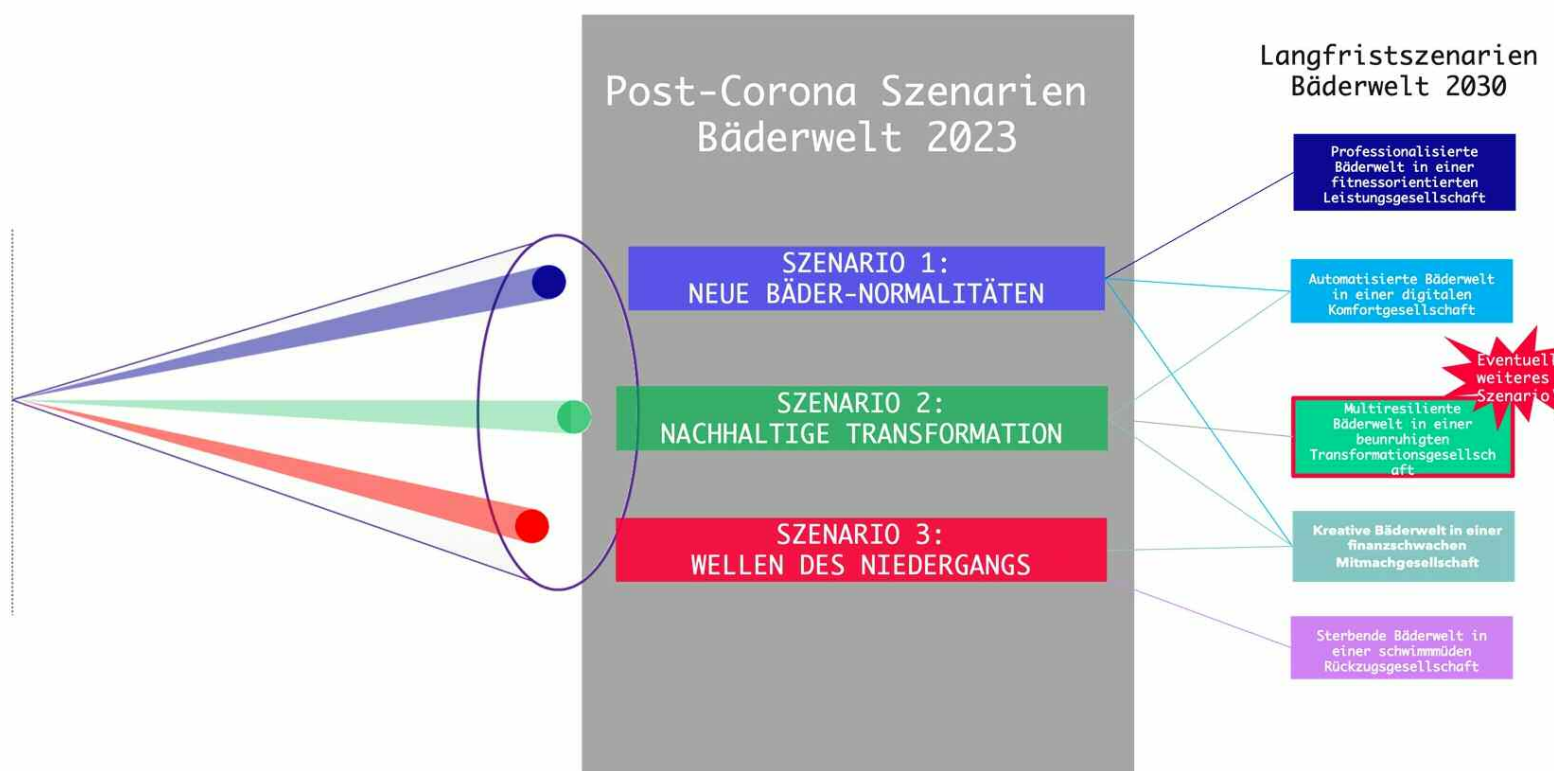 Post-Corona Szenarien
Bäderwelt 2023
SZENARIO 1:
NEUE BÄDER-NORMALITÄTEN
SZENARIO 2:
NACHHALTIGE TRANSFORMATION
SZENARIO 3:
WELLEN DES NIEDERGANGS
Langfristszenarien
Bäderwelt 2030
Professionalisierte
Bäderwelt in einer
fitnessorientierten
Leistungsgesellschaft
Automatisierte Bäderwelt
in einer digitalen
Komfortgesellschaft
Eventuell
weiteres
Szenario
Multiresiliente
Bäderwelt in einer
beunruhigten
Transformationsgesellsch
aft
Kreative Bäderwelt in einer
finanzschwachen
Mitmachgesellschaft
Sterbende Bäderwelt in
einer schwimmmüden
Rückzugsgesellschaft